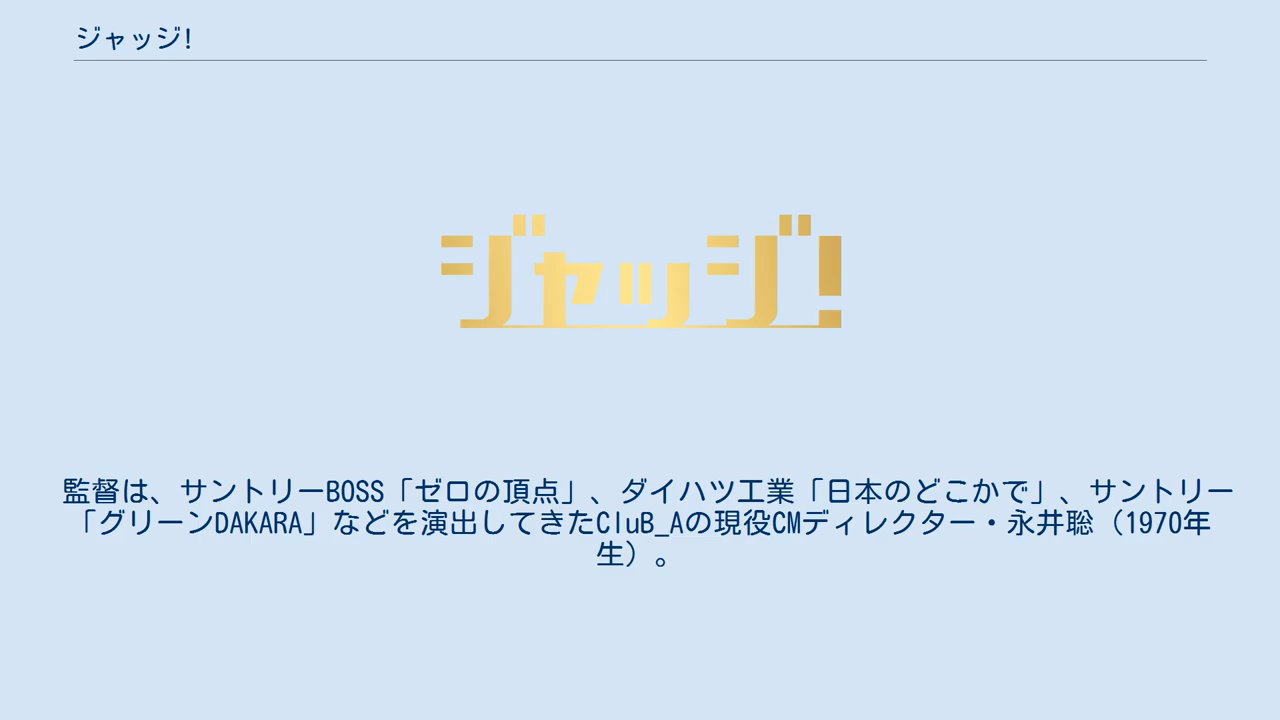 ジャッジ!
ジャッジ!
監督は、サントリーBOSS「ゼロの頂点」、ダイハツ工業「日本のどこかで」、サントリー
「グリーンDAKARA」などを演出してきたCluB_Aの現役CMディレクター・永井聡（1970年
生）。